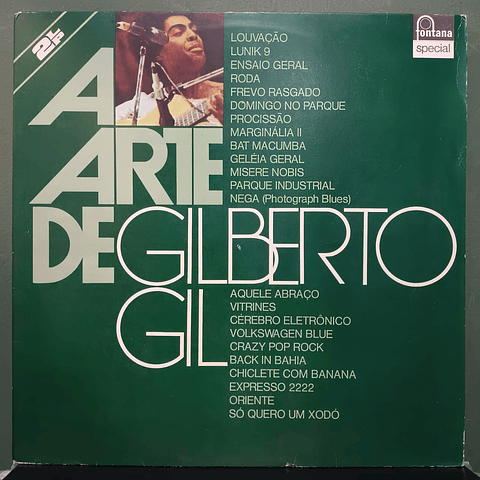 2LP
fontana
special
A
ARTE
DE GILBERTO
GIL
LOUVAÇÃO
LUNIK 9
ENSAIO GERAL
RODA
FREVO RASGADO
DOMINGO NO PARQUE
PROCISSÃO
MARGINÁLIA II
BAT MACUMBA
GELÉIA GERAL
MISERE NOBIS
PARQUE INDUSTRIAL
NEGA (Photograph Blues)
AQUELE ABRAÇO
VITRINES
CÉREBRO ELETRÔNICO
VOLKSWAGEN BLUE
CRAZY POP ROCK
BACK IN BAHIA
CHICLETE COM BANANA
EXPRESSO 2222
ORIENTE
SÓ QUERO UM XODÓ